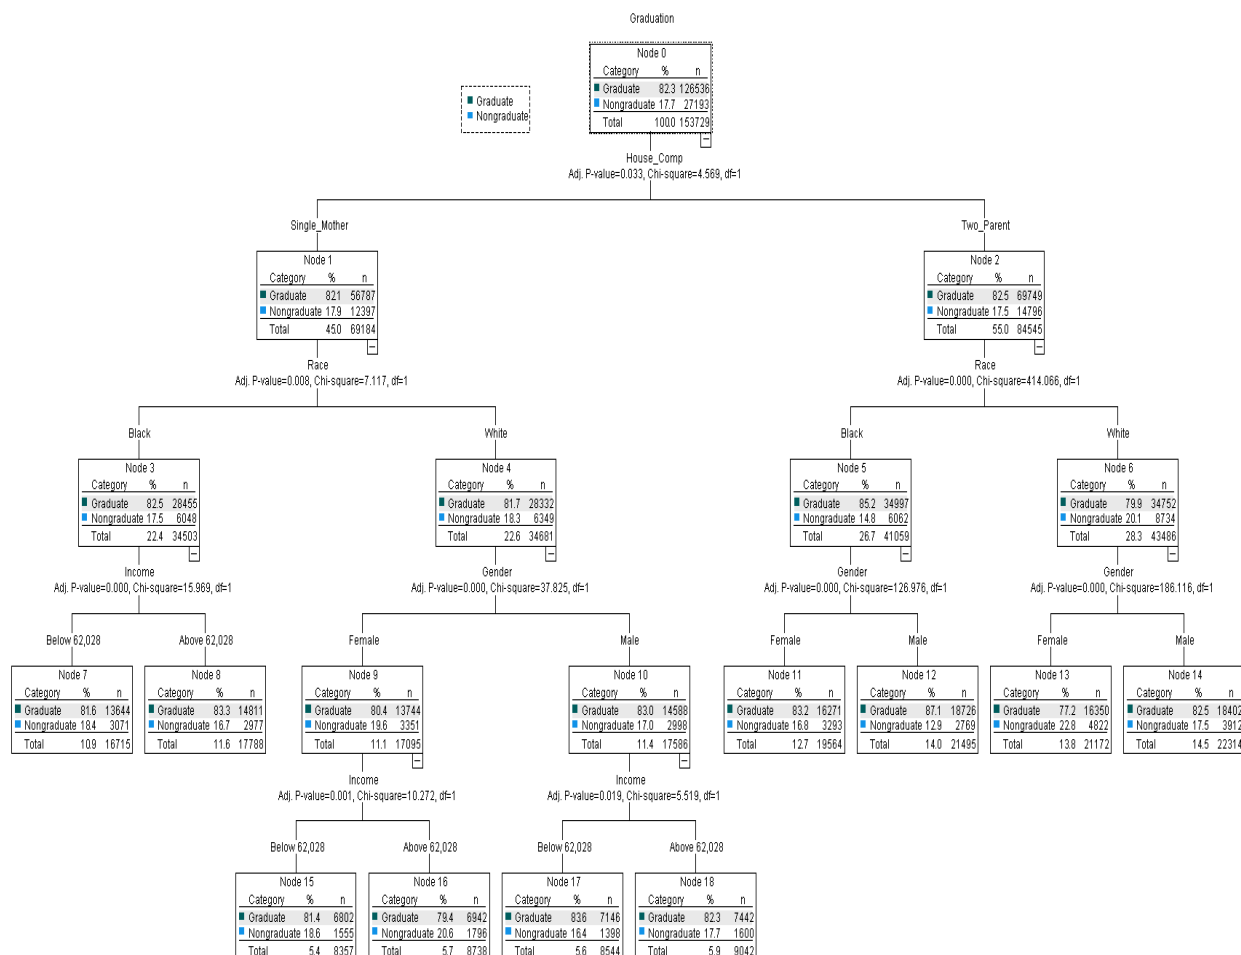 Graduation
Graduate
Nongraduate
Node 0
Category % n
Graduate 82.3 126536
Nongraduate 17.7 27193
Total 100.0 153729
House_Comp
Adj. P-value=0.033, Chi-square=4.569, df=1
Single_Mother
Two_Parent
Node 1
Category % n
Graduate 82.1 56787
Nongraduate 17.9 12397
Total 45.0 69184
Node 2
Category % n
Graduate 82.5 69749
Nongraduate 17.5 14796
Total 55.0 84545
Race
Adj. P-value=0.008, Chi-square=7.117, df=1
Race
Adj. P-value=0.000, Chi-square=414.066, df=1
Black
White
Black
White
Node 3
Category % n
Graduate 82.5 28455
Nongraduate 17.5 6048
Total 22.4 34503
Node 4
Category % n
Graduate 81.7 28332
Nongraduate 18.3 6349
Total 22.6 34681
Node 5
Category % n
Graduate 85.2 34997
Nongraduate 14.8 6062
Total 26.7 41059
Node 6
Category % n
Graduate 79.9 34752
Nongraduate 20.1 8734
Total 28.3 43486
Income
Adj. P-value=0.000, Chi-square=15.969, df=1
Gender
Adj. P-value=0.000, Chi-square=37.825, df=1
Gender
Adj. P-value=0.000, Chi-square=126.976, df=1
Gender
Adj. P-value=0.000, Chi-square=186.116, df=1
Below 62,028
Above 62,028
Female
Male
Female
Male
Female
Male
Node 7
Category % n
Graduate 81.6 13644
Nongraduate 18.4 3071
Total 10.9 16715
Node 8
Category % n
Graduate 83.3 14811
Nongraduate 16.7 2977
Total 11.6 17788
Node 9
Category % n
Graduate 80.4 13744
Nongraduate 19.6 3351
Total 11.1 17095
Node 10
Category % n
Graduate 83.0 14588
Nongraduate 17.0 2998
Total 11.4 17586
Node 11
Category % n
Graduate 83.2 16271
Nongraduate 16.8 3293
Total 12.7 19564
Node 12
Category % n
Graduate 87.1 18726
Nongraduate 12.9 2769
Total 14.0 21495
Node 13
Category % n
Graduate 77.2 16350
Nongraduate 22.8 4822
Total 13.8 21172
Node 14
Category % n
Graduate 82.5 18402
Nongraduate 17.5 3912
Total 14.5 22314
Income
Adj. P-value=0.001, Chi-square=10.272, df=1
Income
Adj. P-value=0.019, Chi-square=5.519, df=1
Below 62,028
Above 62,028
Below 62,028
Above 62,028
Node 15
Category % n
Graduate 81.4 6802
Nongraduate 18.6 1555
Total 5.4 8357
Node 16
Category % n
Graduate 79.4 6942
Nongraduate 20.6 1796
Total 5.7 8738
Node 17
Category % n
Graduate 83.6 7146
Nongraduate 16.4 1398
Total 5.6 8544
Node 18
Category % n
Graduate 82.3 7442
Nongraduate 17.7 1600
Total 5.9 9042